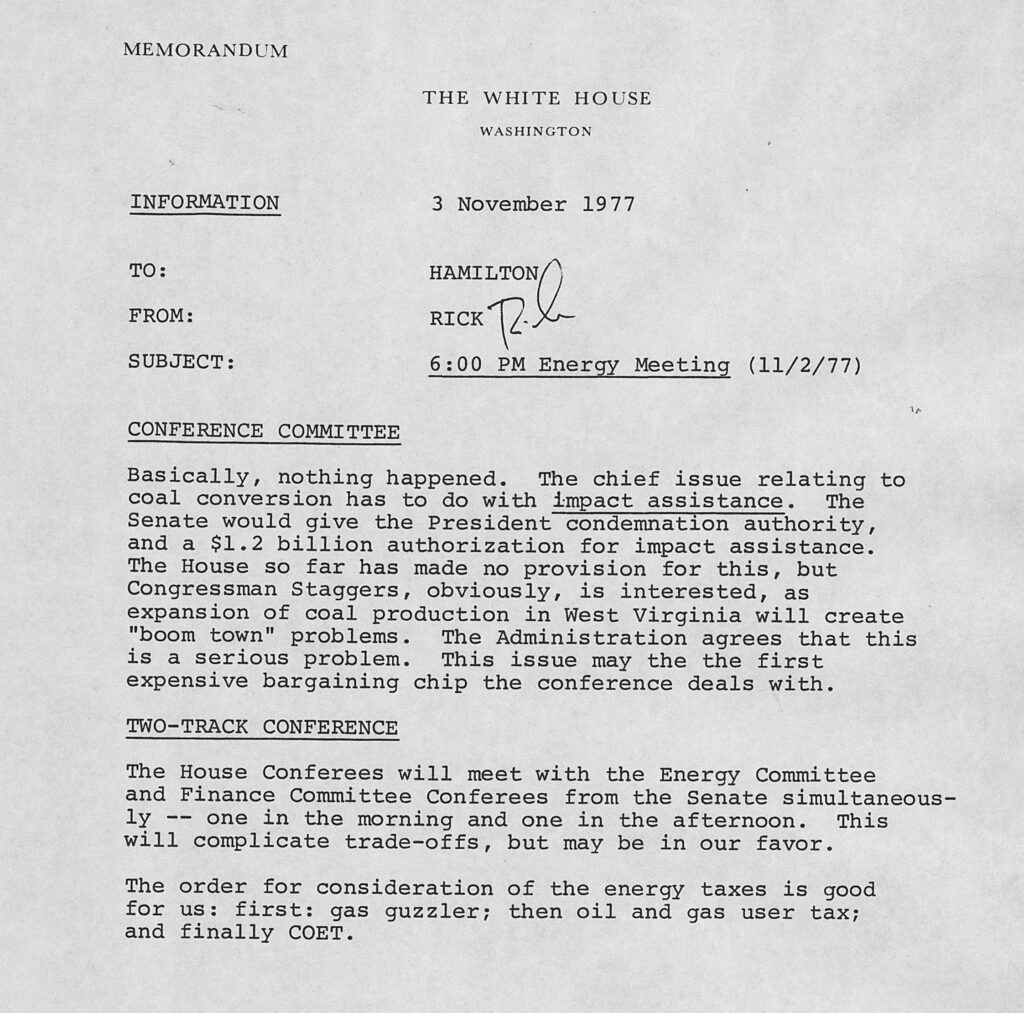 MEMORANDUM
THE WHITE HOUSE
WASHINGTON
INFORMATION 3 November 1977
TO: HAMILTON
FROM: RICK Rick
SUBJECT: 6:00 PM Energy Meeting (11/2/77)
CONFERENCE COMMITTEE
Basically, nothing happened. The chief issue relating to
coal conversion has to do with impact assistance. The
Senate would give the President condemnation authority,
and a $1.2 billion authorization for impact assistance.
The House so far has made no provision for this, but
Congressman Staggers, obviously, is interested, as
expansion of coal production in West Virginia will create
"boom town" problems. The Administration agrees that this
is a serious problem. This issue may the the first
expensive bargaining chip the conference deals with.
TWO-TRACK CONFERENCE
The House Conferees will meet with the Energy Committee
and Finance Committee Conferees from the Senate simultaneous-
ly -- one in the morning and one in the afternoon. This
will complicate trade-offs, but may be in our favor.
The order for consideration of the energy taxes is good
for us: first: gas guzzler; then oil and gas user tax;
and finally COET.